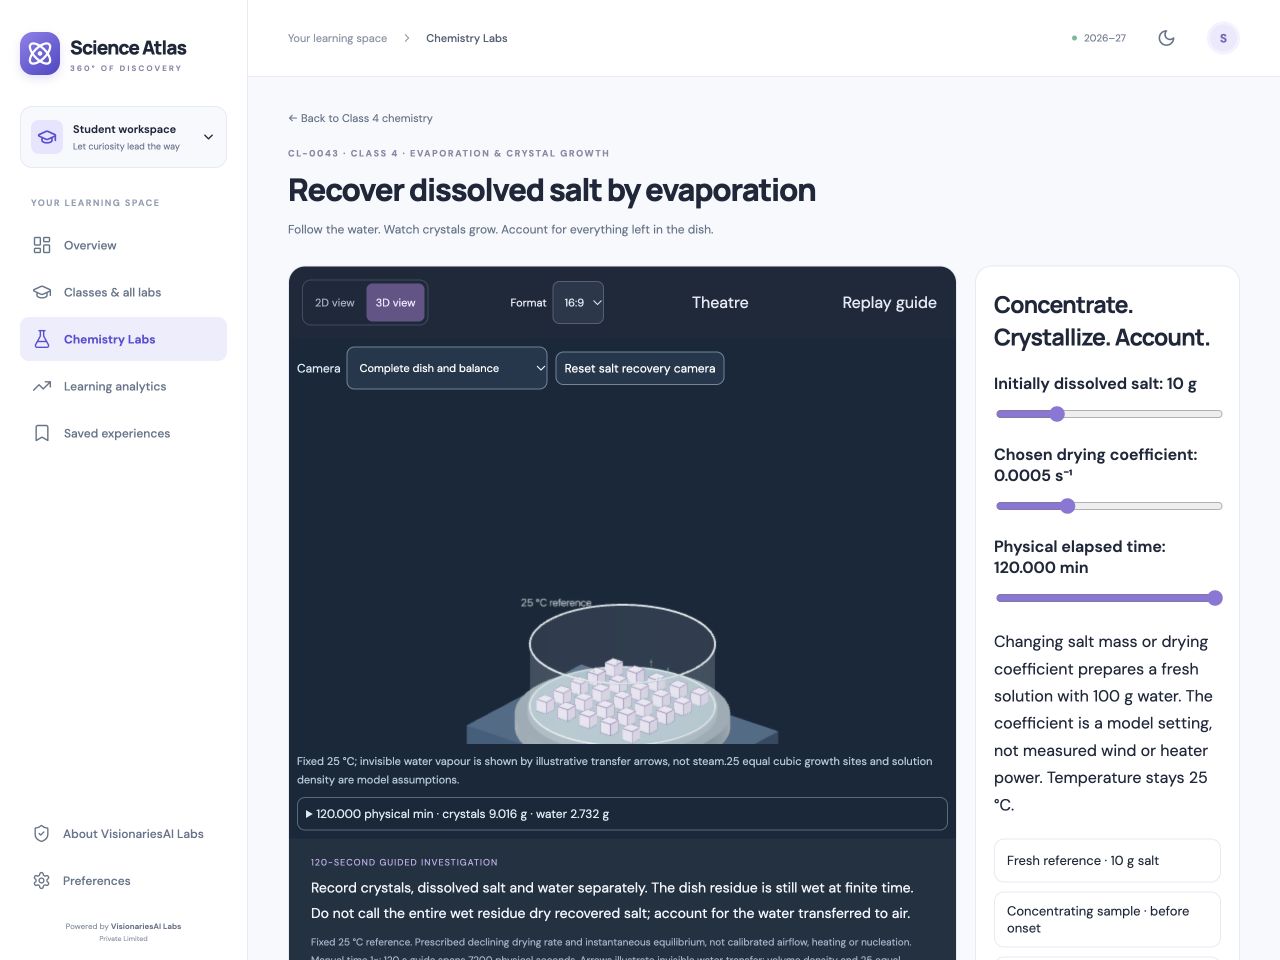 Science Atlas
360° OF DISCOVERY
Student workspace
Let curiosity lead the way
YOUR LEARNING SPACE
Overview
Classes & all labs
Chemistry Labs
Learning analytics
Saved experiences
About VisionariesAI Labs
Preferences
Powered by VisionariesAI Labs
Private Limited
Your learning space > Chemistry Labs
2026–27
S
← Back to Class 4 chemistry
CL-0043 · CLASS 4 · EVAPORATION & CRYSTAL GROWTH
Recover dissolved salt by evaporation
Follow the water. Watch crystals grow. Account for everything left in the dish.
2D view
3D view
Format
16:9
Theatre
Replay guide
Camera
Complete dish and balance
Reset salt recovery camera
25 °C reference
Fixed 25 °C; invisible water vapour is shown by illustrative transfer arrows, not steam.25 equal cubic growth sites and solution
density are model assumptions.
▶ 120.000 physical min · crystals 9.016 g · water 2.732 g
120-SECOND GUIDED INVESTIGATION
Record crystals, dissolved salt and water separately. The dish residue is still wet at finite time.
Do not call the entire wet residue dry recovered salt; account for the water transferred to air.
Fixed 25 °C reference. Prescribed declining drying rate and instantaneous equilibrium, not calibrated airflow, heating or nucleation.
Concentrate.
Crystallize. Account.
Initially dissolved salt: 10 g
Chosen drying coefficient:
0.0005 s⁻¹
Physical elapsed time:
120.000 min
Changing salt mass or drying
coefficient prepares a fresh
solution with 100 g water. The
coefficient is a model setting,
not measured wind or heater
power. Temperature stays 25
°C.
Fresh reference · 10 g salt
Concentrating sample · before
onset